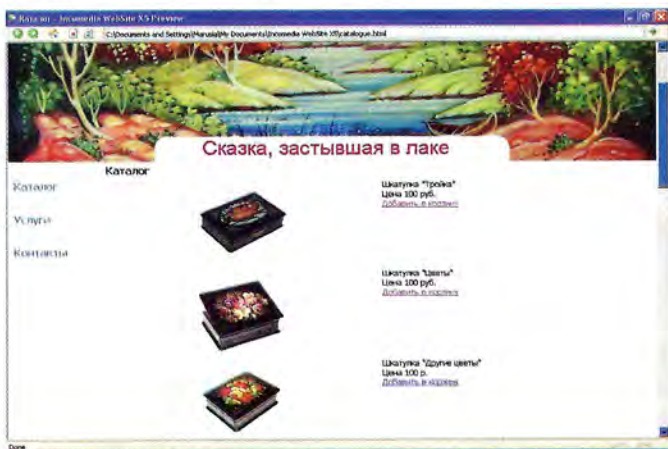 Каталог - Incomedia WebSite X5 Preview
C:\Documents and Settings\Marusia\My Documents\Incomedia WebSite X5\catalogue.html
Сказка, застывшая в лаке
Каталог
Каталог
Услуги
Контакты
Шкатулка "Тройка"
Цена 100 руб.
Добавить в корзину
Шкатулка "Цветы"
Цена 100 руб.
Добавить в корзину
Шкатулка "Другие цветы"
Цена 100 р.
Добавить в корзину
Done